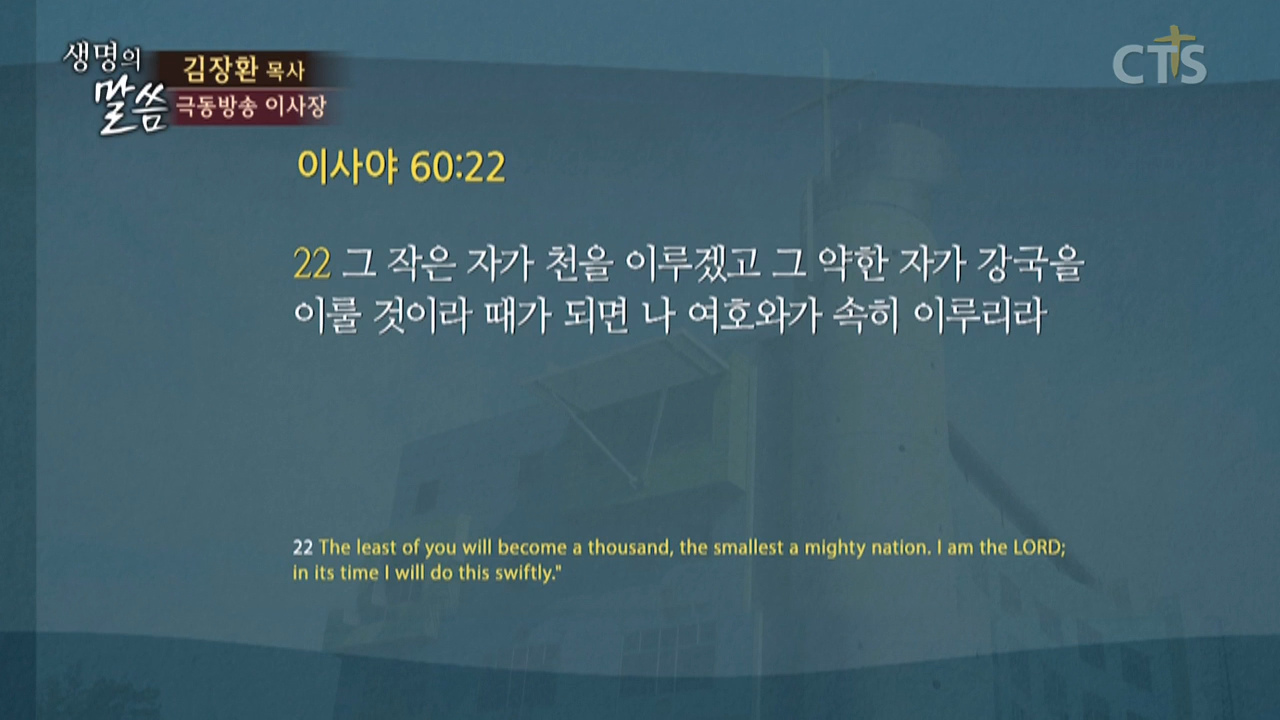 생명의
말씀
김장환 목사
극동방송 이사장
CTS
이사야 60:22
22 그 작은 자가 천을 이루겠고 그 약한 자가 강국을
이룰 것이라 때가 되면 나 여호와가 속히 이루리라
22 The least of you will become a thousand, the smallest a mighty nation. I am the LORD;
in its time I will do this swiftly."